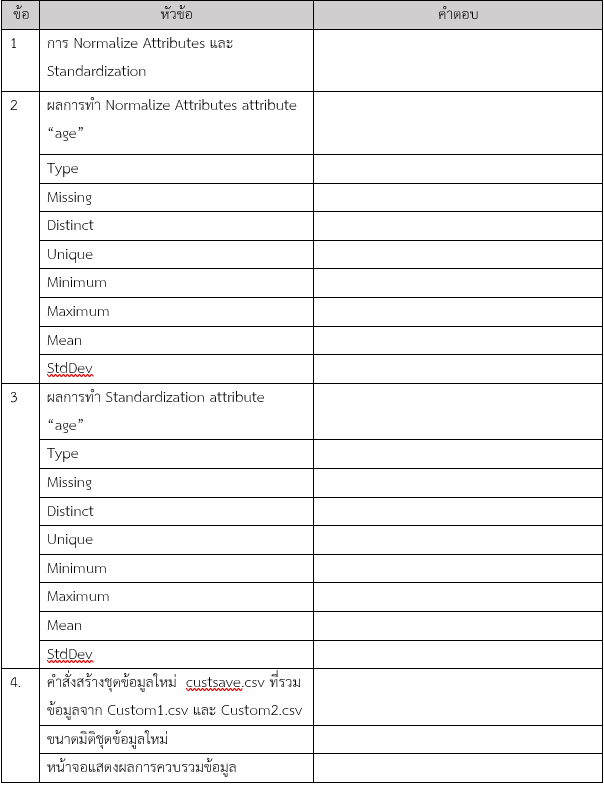 ข้อ หัวข้อ คำตอบ
1 การ Normalize Attributes และ
Standardization
2 ผลการทำ Normalize Attributes attribute
“age”
Type
Missing
Distinct
Unique
Minimum
Maximum
Mean
StdDev
3 ผลการทำ Standardization attribute
“age”
Type
Missing
Distinct
Unique
Minimum
Maximum
Mean
StdDev
4. คำสั่งสร้างชุดข้อมูลใหม่ custsave.csv ที่รวม
ข้อมูลจาก Custom1.csv และ Custom2.csv
ขนาดมิติชุดข้อมูลใหม่
หน้าจอแสดงผลการควบรวมข้อมูล